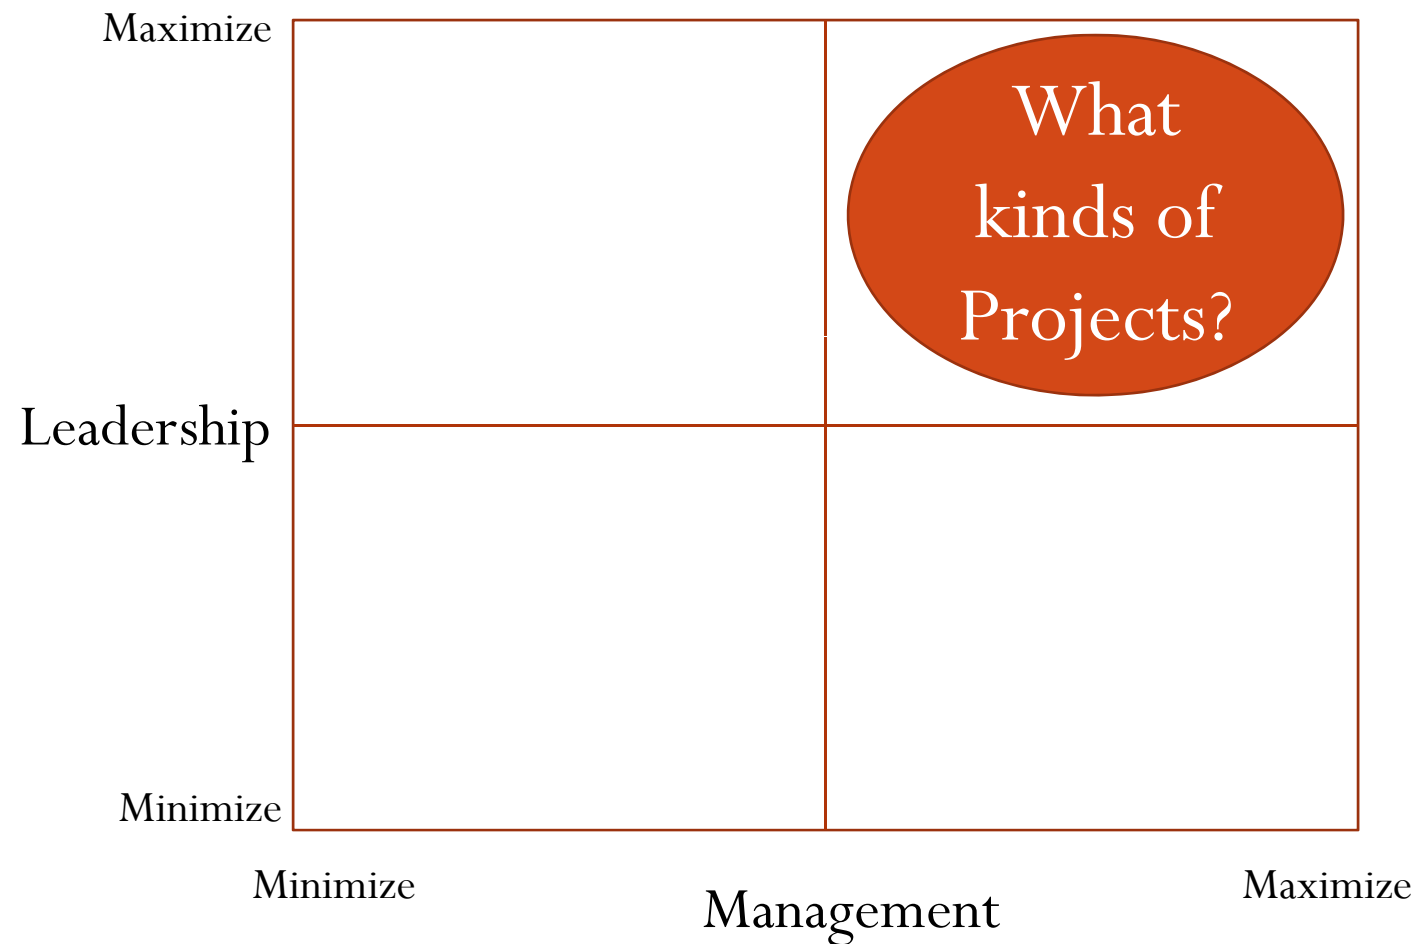 Maximize
What
kinds of
Projects?
Leadership
Minimize
Minimize
Maximize
Management